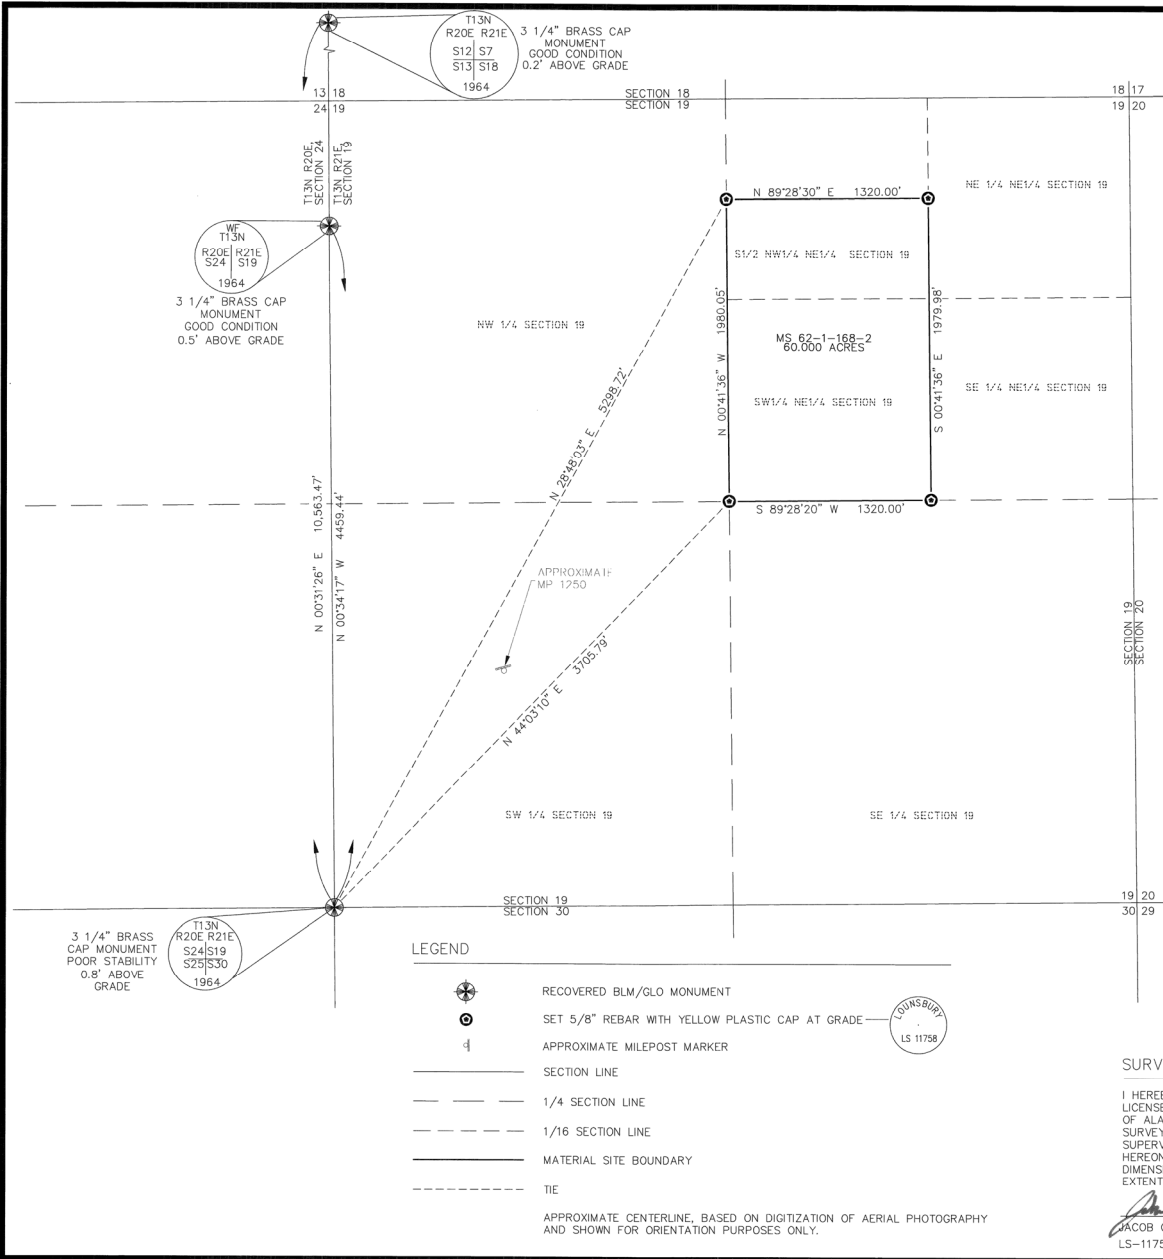 T13N
R20E R21E
S12 S7
S13 S18
1964
3 1/4" BRASS CAP
MONUMENT
GOOD CONDITION
0.2' ABOVE GRADE
13 18
24 19
SECTION 18
SECTION 19
18 17
19 20
T13N R20E,
SECTION 24
T13N R21E,
SECTION 19
N 89°28'30" E 1320.00'
NE 1/4 NE1/4 SECTION 19
WF
T13N
R20E R21E
S24 S19
1964
3 1/4" BRASS CAP
MONUMENT
GOOD CONDITION
0.5' ABOVE GRADE
S1/2 NW1/4 NE1/4 SECTION 19
NW 1/4 SECTION 19
N 00°41'36" W 1980.05'
MS 62-1-168-2
60.000 ACRES
S 00°41'36" E 1979.98'
SW1/4 NE1/4 SECTION 19
SE 1/4 NE1/4 SECTION 19
N 28°48'03" E 5298.72'
N 00°31'26" E 10,563.47'
N 00°34'17" W 4459.44'
S 89°28'20" W 1320.00'
APPROXIMATE
MP 1250
N 44°03'10" E 3705.79'
SECTION 19
SECTION 20
SW 1/4 SECTION 19
SE 1/4 SECTION 19
SECTION 19
SECTION 30
19 20
30 29
3 1/4" BRASS
CAP MONUMENT
POOR STABILITY
0.8' ABOVE
GRADE
T13N
R20E R21E
S24 S19
S25 S30
1964
LEGEND
RECOVERED BLM/GLO MONUMENT
SET 5/8" REBAR WITH YELLOW PLASTIC CAP AT GRADE
LOUNSBURY
LS 11758
APPROXIMATE MILEPOST MARKER
SECTION LINE
1/4 SECTION LINE
1/16 SECTION LINE
MATERIAL SITE BOUNDARY
TIE
APPROXIMATE CENTERLINE, BASED ON DIGITIZATION OF AERIAL PHOTOGRAPHY
AND SHOWN FOR ORIENTATION PURPOSES ONLY.
SURV
I HEREB
LICENSE
OF ALA
SURVEY
SUPERV
HEREON
DIMENS
EXTENT
JACOB
LS-1175